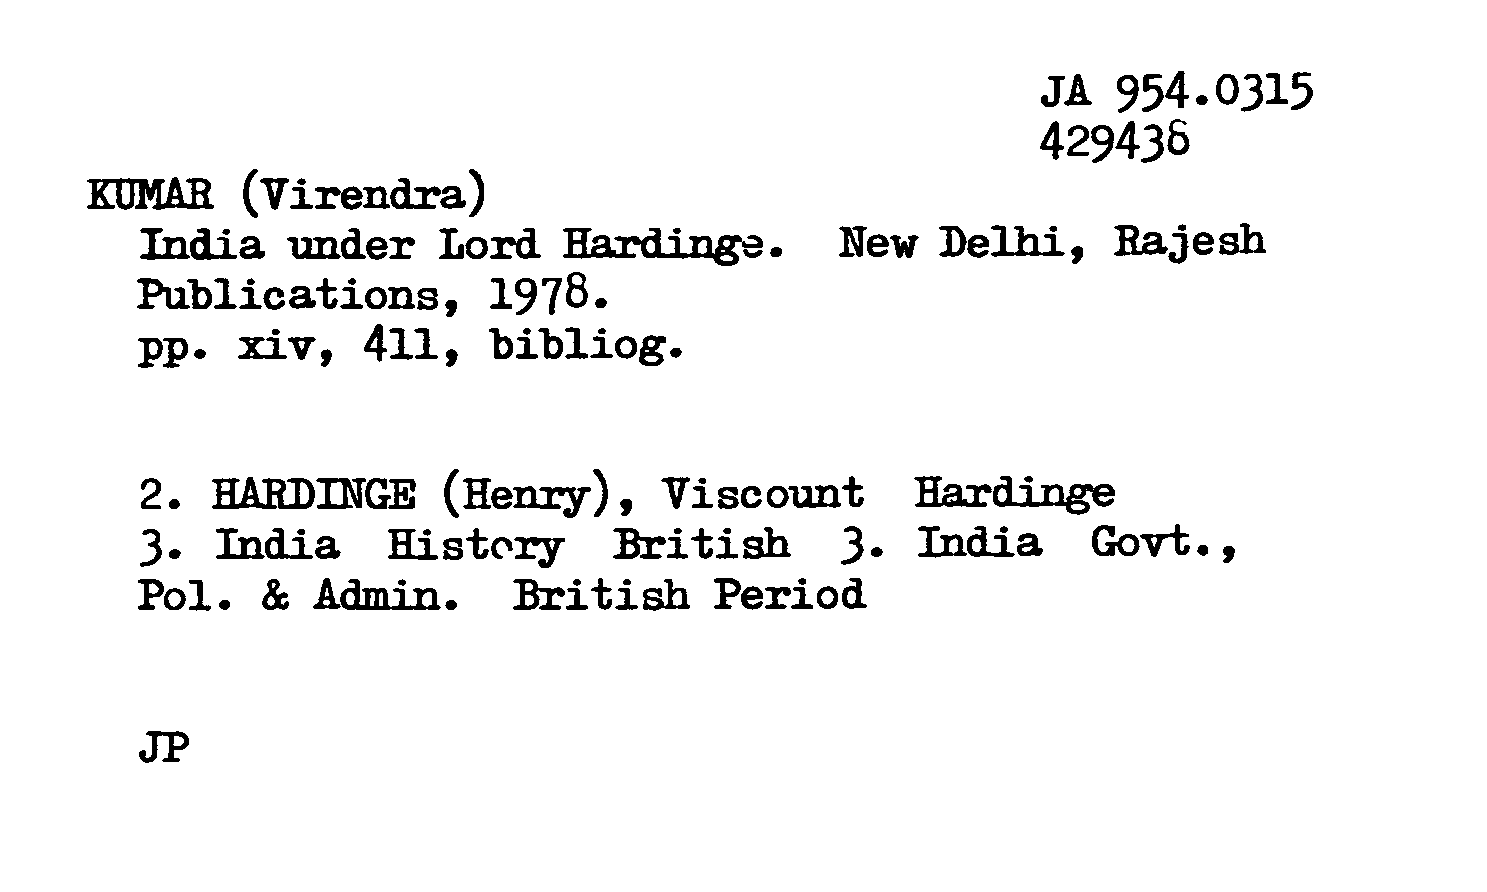 JA 954.0315
429438
KUMAR (Virendra)
India under Lord Hardinge. New Delhi, Rajesh
Publications, 1978.
pp. xiv, 411, bibliog.
2. HARDINGE (Henry), Viscount Hardinge
3. India History British 3. India Govt.,
Pol. & Admin. British Period
JP